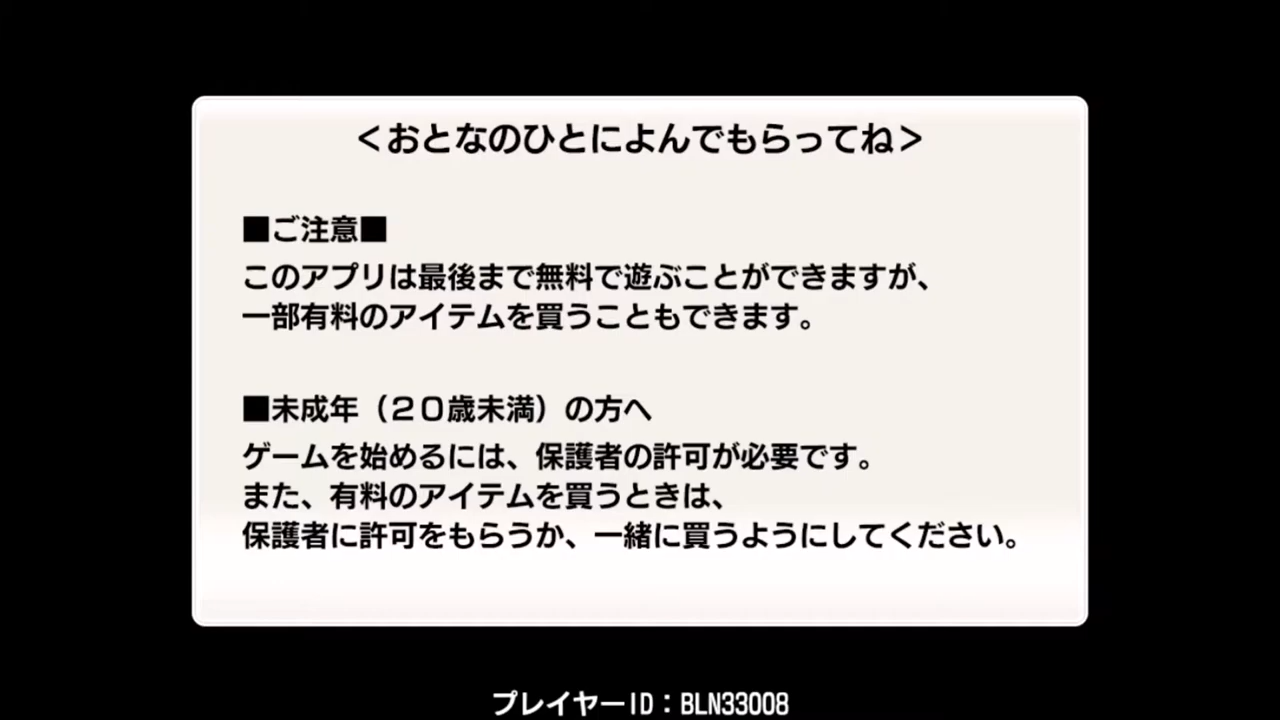 ＜おとなのひとによんでもらってね＞
■ご注意■
このアプリは最後まで無料で遊ぶことができますが、
一部有料のアイテムを買うこともできます。
■未成年（２０歳未満）の方へ
ゲームを始めるには、保護者の許可が必要です。
また、有料のアイテムを買うときは、
保護者に許可をもらうか、一緒に買うようにしてください。
プレイヤーID：BLN33008